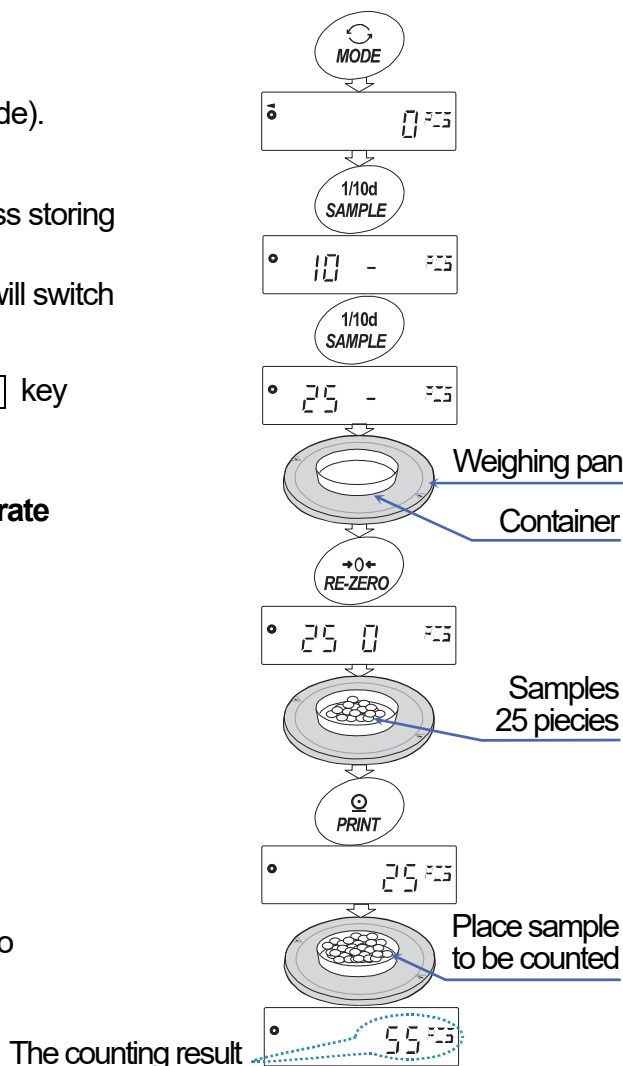 MODE
de).
0 PCS
1/10d
SAMPLE
ss storing
10 - PCS
will switch
1/10d
SAMPLE
key
25 - PCS
Weighing pan
rate
Container
→0←
RE-ZERO
25 0 PCS
Samples
25 piecies
PRINT
25 PCS
Place sample
to be counted
o
55 PCS
The counting result